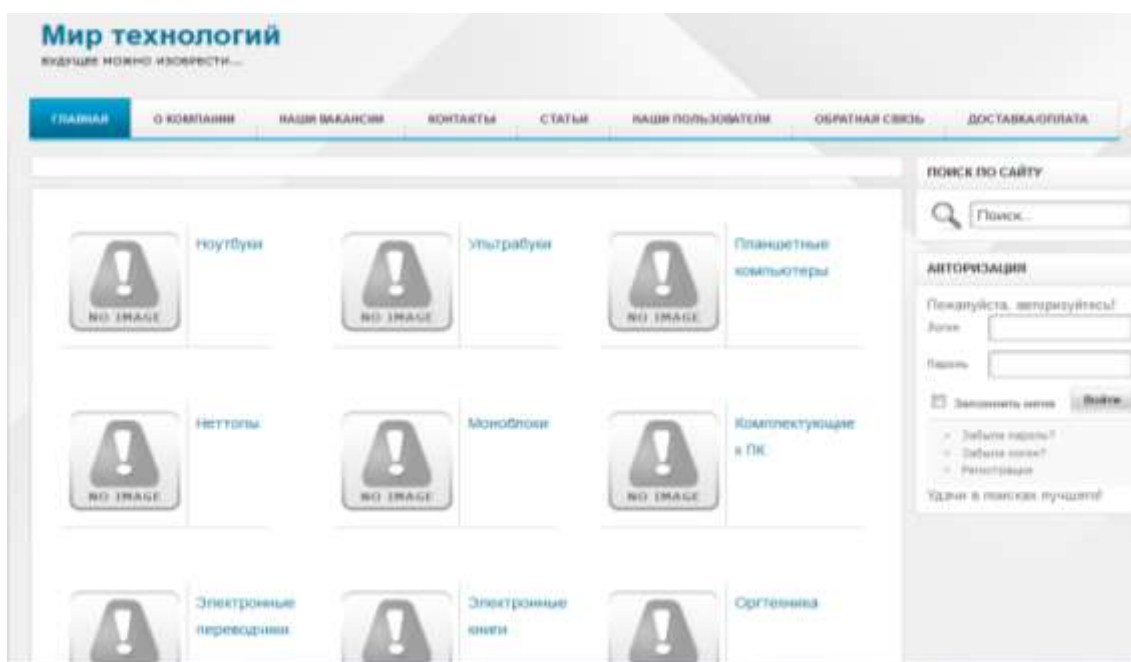 Мир технологий
БУДУЩЕЕ МОЖНО ИЗОБРЕСТИ...
ГЛАВНАЯ О КОМПАНИИ НАШИ ВАКАНСИИ КОНТАКТЫ СТАТЬИ НАШИ ПОЛЬЗОВАТЕЛИ ОБРАТНАЯ СВЯЗЬ ДОСТАВКА/ОПЛАТА
ПОИСК ПО САЙТУ
Поиск...
NO IMAGE Ноутбуки
NO IMAGE Ультрабуки
NO IMAGE Планшетные
компьютеры
АВТОРИЗАЦИЯ
Пожалуйста, авторизуйтесь!
Логин
Пароль
Запомнить меня Войти
Забыли пароль?
Забыли логин?
Регистрация
Удачи в поисках лучшего!
NO IMAGE Неттопы
NO IMAGE Моноблоки
NO IMAGE Комплектующие
к ПК
Электронные
переводчики
Электронные
книги
Оргтехника